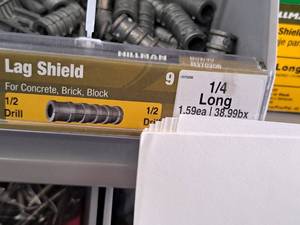 HILLMAN
Lag Shield
9
For Concrete, Brick, Block
1/2
Drill
1/2
Dri
1/4
Long
1.59ea | 38.99bx
Long